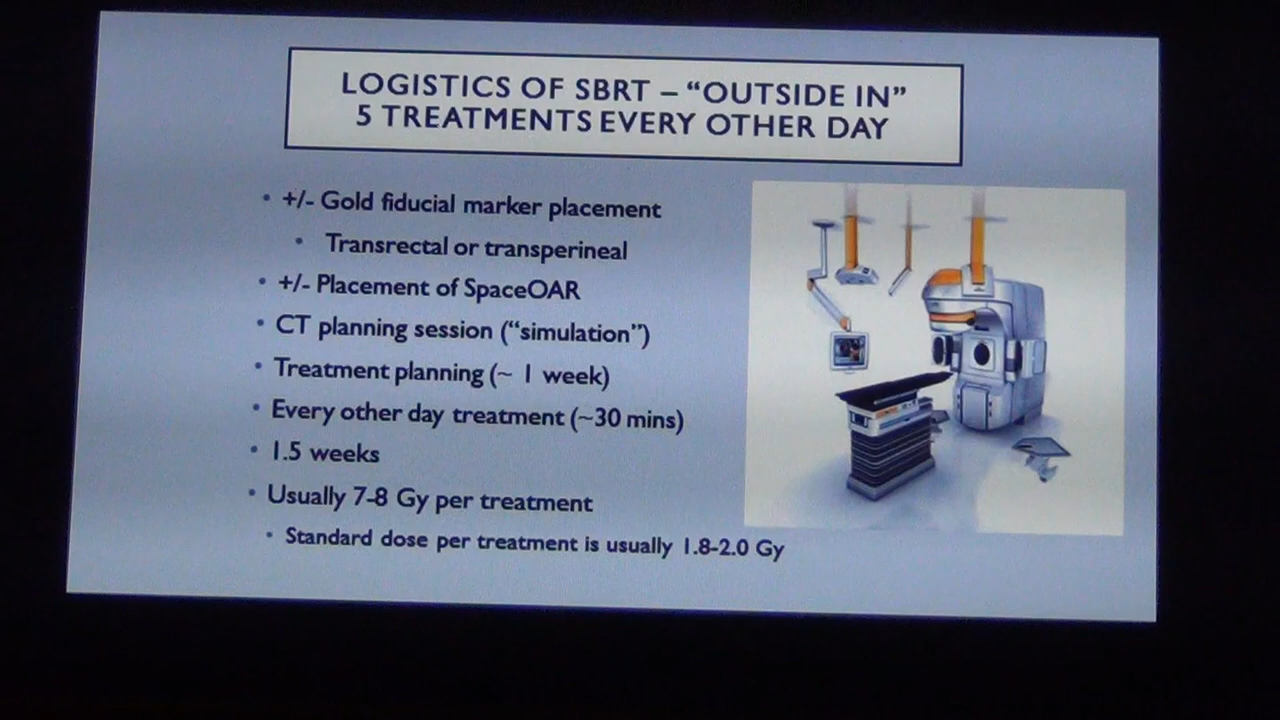 LOGISTICS OF SBRT – “OUTSIDE IN”
5 TREATMENTS EVERY OTHER DAY
• +/- Gold fiducial marker placement
• Transrectal or transperineal
• +/- Placement of SpaceOAR
• CT planning session (“simulation”)
• Treatment planning (~ 1 week)
• Every other day treatment (~30 mins)
• 1.5 weeks
• Usually 7-8 Gy per treatment
• Standard dose per treatment is usually 1.8-2.0 Gy